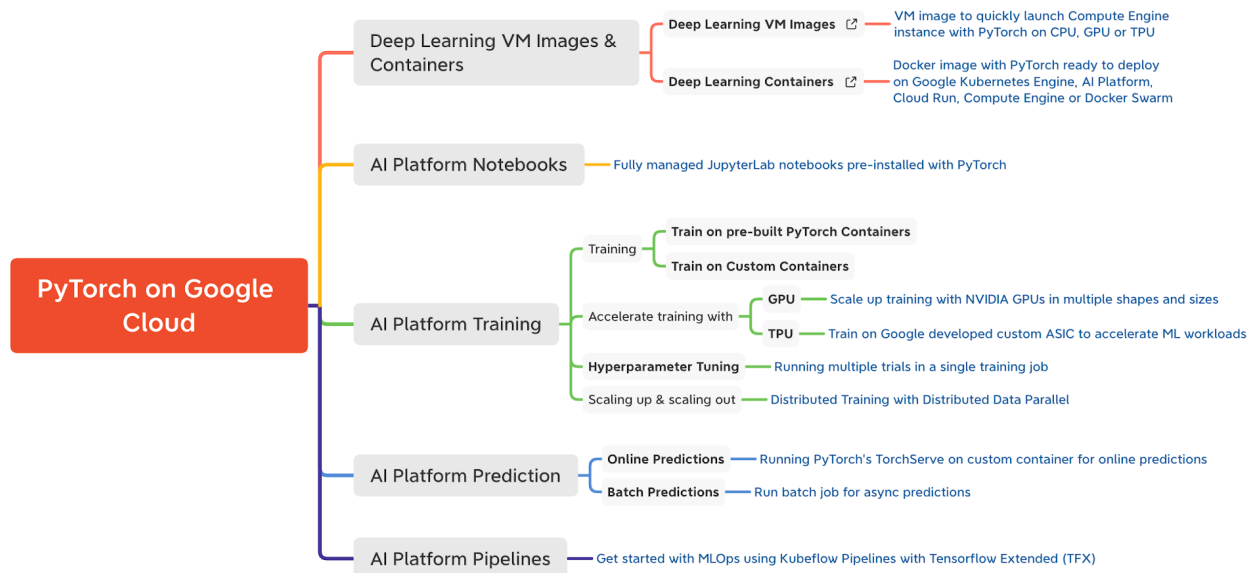 PyTorch on Google
Cloud
Deep Learning VM Images &
Containers
Deep Learning VM Images
VM image to quickly launch Compute Engine
instance with PyTorch on CPU, GPU or TPU
Deep Learning Containers
Docker image with PyTorch ready to deploy
on Google Kubernetes Engine, AI Platform,
Cloud Run, Compute Engine or Docker Swarm
AI Platform Notebooks
Fully managed JupyterLab notebooks pre-installed with PyTorch
AI Platform Training
Training
Train on pre-built PyTorch Containers
Train on Custom Containers
Accelerate training with
GPU
Scale up training with NVIDIA GPUs in multiple shapes and sizes
TPU
Train on Google developed custom ASIC to accelerate ML workloads
Hyperparameter Tuning
Running multiple trials in a single training job
Scaling up & scaling out
Distributed Training with Distributed Data Parallel
AI Platform Prediction
Online Predictions
Running PyTorch's TorchServe on custom container for online predictions
Batch Predictions
Run batch job for async predictions
AI Platform Pipelines
Get started with MLOps using Kubeflow Pipelines with Tensorflow Extended (TFX)